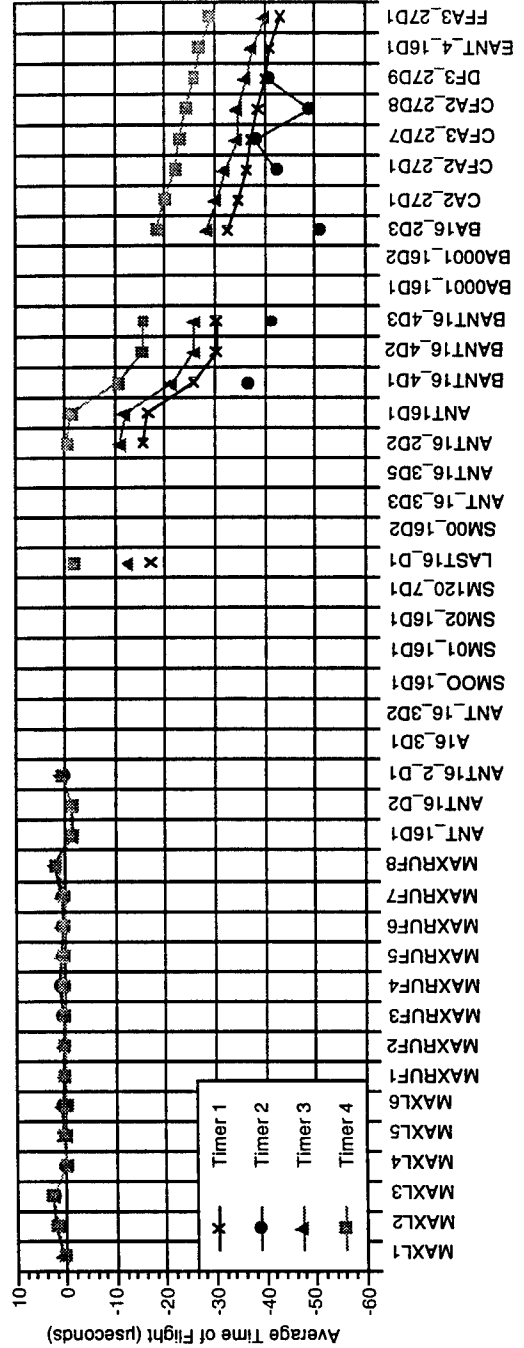 Average Time of Flight (µseconds)
10
0
-10
-20
-30
-40
-50
-60
Timer 1
Timer 2
Timer 3
Timer 4
MAXL1
MAXL2
MAXL3
MAXL4
MAXL5
MAXL6
MAXRUF1
MAXRUF2
MAXRUF3
MAXRUF4
MAXRUF5
MAXRUF6
MAXRUF7
MAXRUF8
ANT_16D1
ANT16_D2
ANT16_2_D1
A16_3D1
ANT_16_3D2
SMOO_16D1
SM01_16D1
SM02_16D1
SM120_7D1
LAST16_D1
SM00_16D2
ANT_16_3D3
ANT16_3D5
ANT16_2D2
ANT16D1
BANT16_4D1
BANT16_4D2
BANT16_4D3
BA0001_16D1
BA0001_16D2
BA16_2D3
CA2_27D1
CFA2_27D1
CFA3_27D7
CFA2_27D8
DF3_27D9
EANT_4_16D1
FFA3_27D1